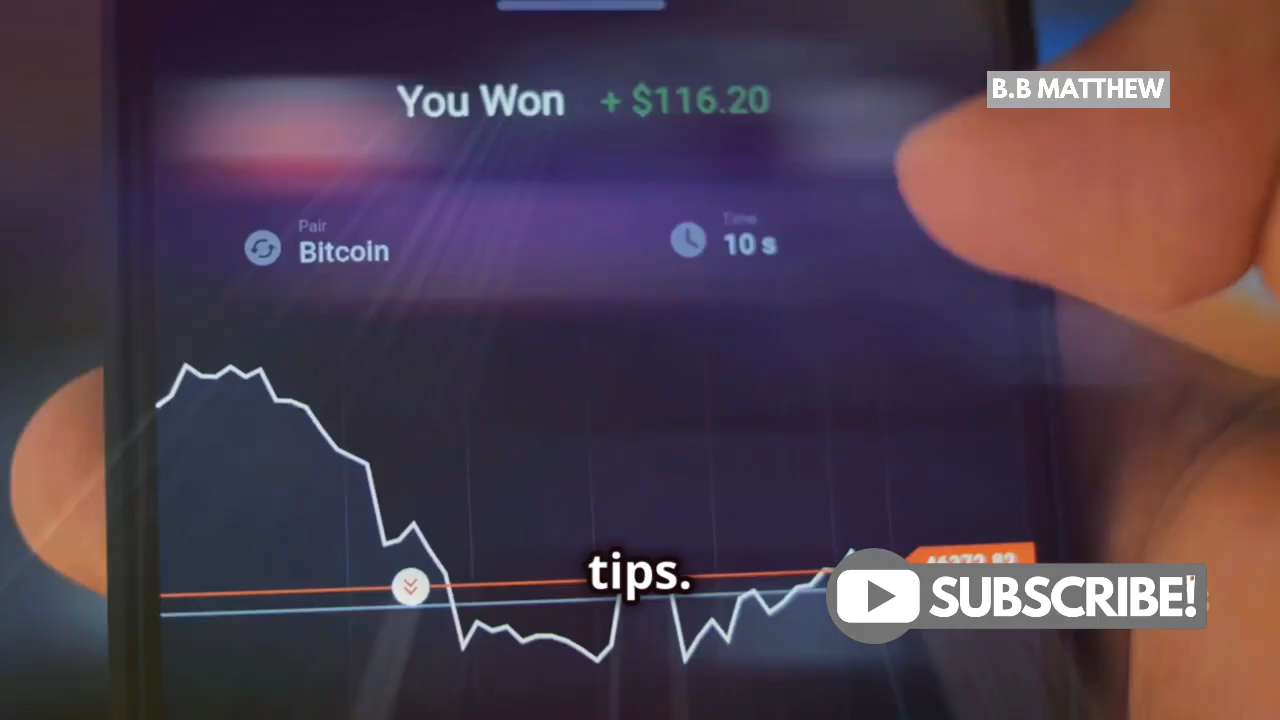 You Won + $116.20
B.B MATTHEW
Pair
Bitcoin
Time
10 s
tips.
SUBSCRIBE!